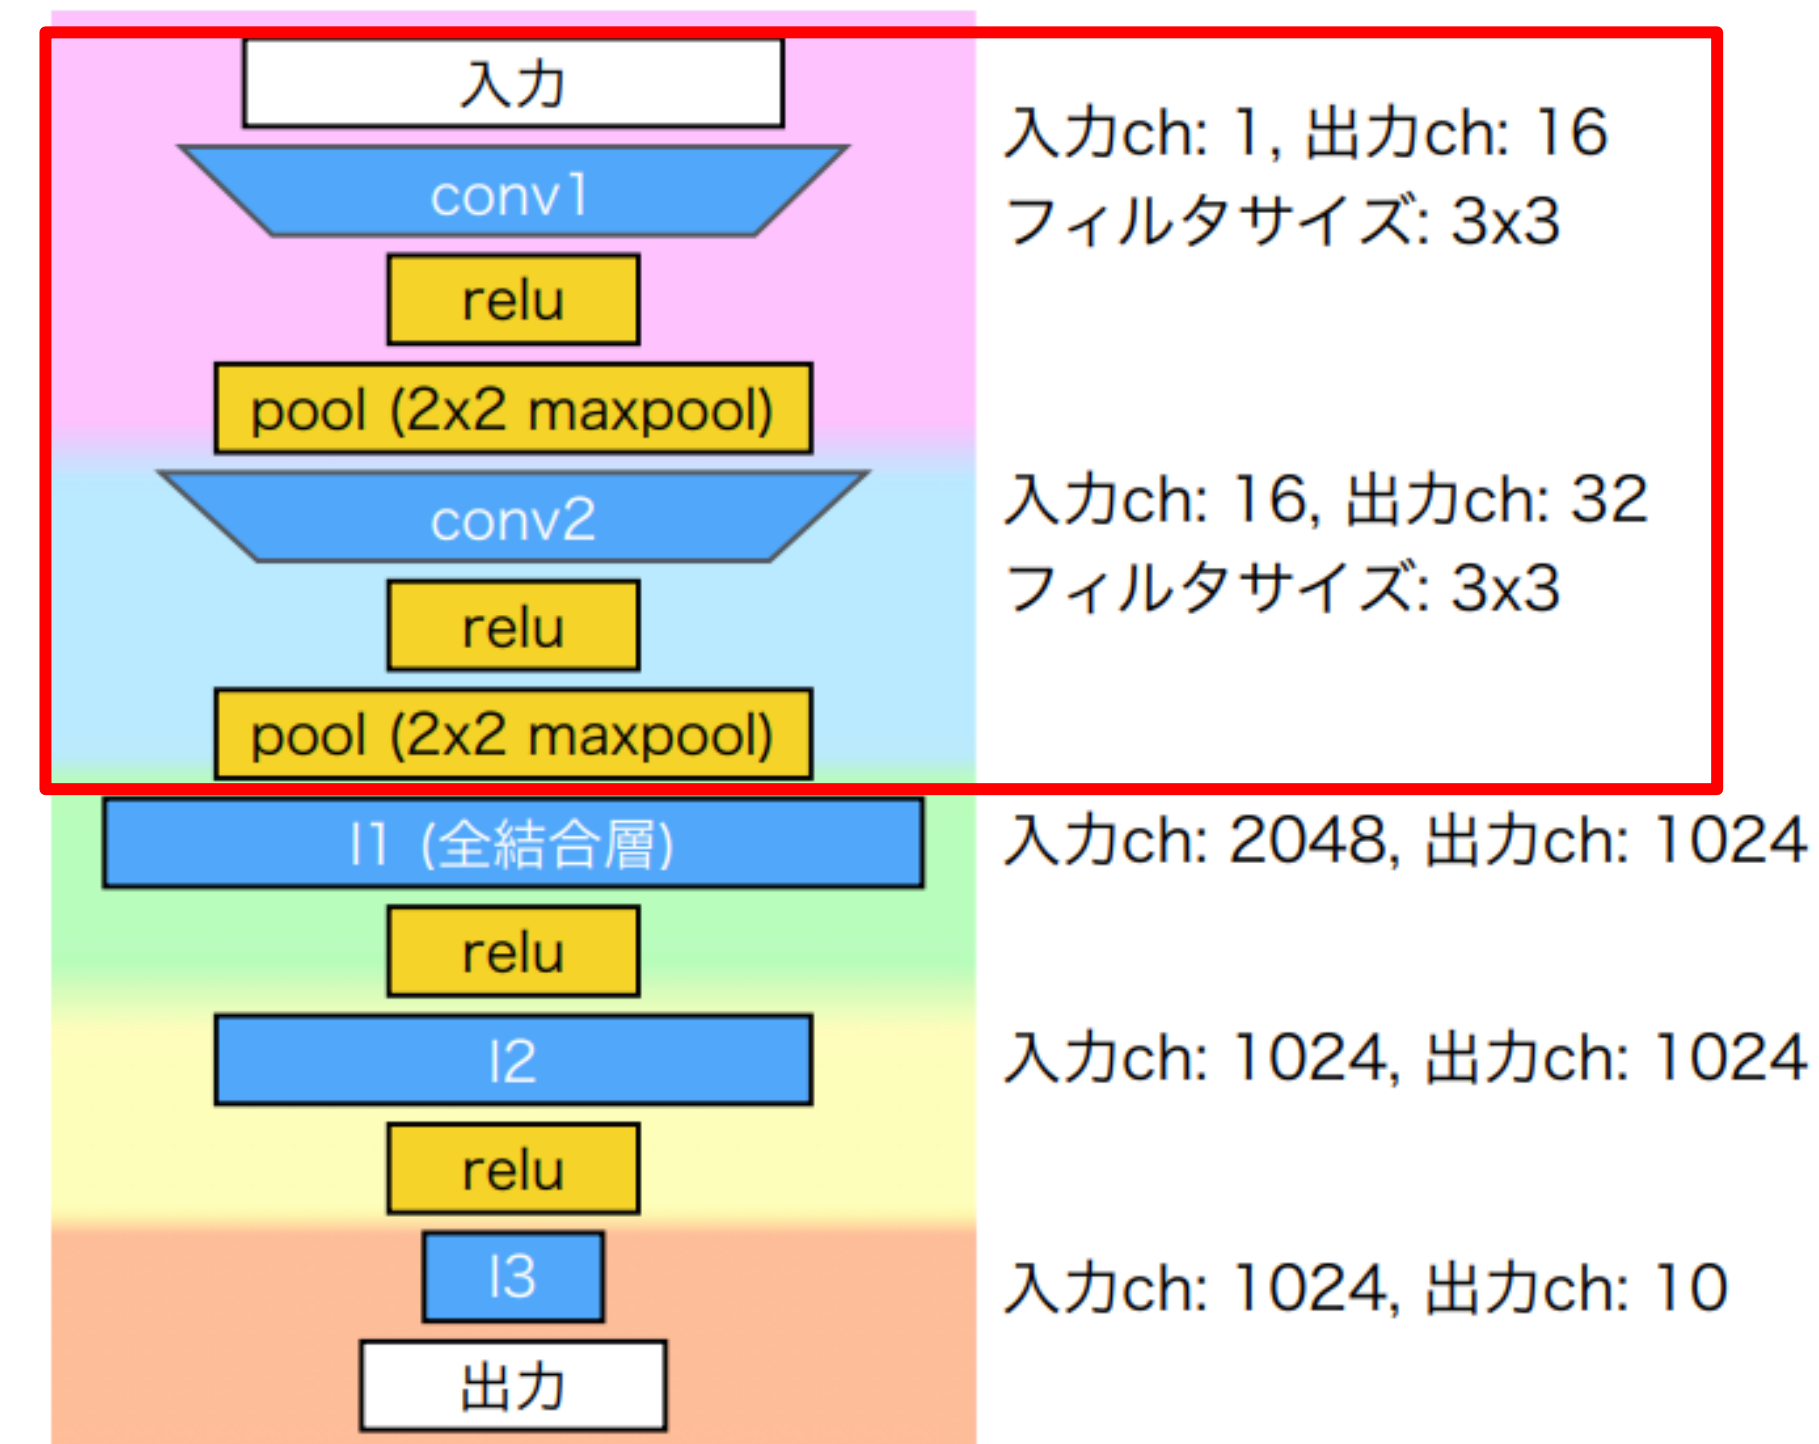 入力
入力ch: 1, 出力ch: 16
conv1
フィルタサイズ: 3x3
relu
pool (2x2 maxpool)
conv2
入力ch: 16, 出力ch: 32
フィルタサイズ: 3x3
relu
pool (2x2 maxpool)
l1 (全結合層)
入力ch: 2048, 出力ch: 1024
relu
l2
入力ch: 1024, 出力ch: 1024
relu
l3
入力ch: 1024, 出力ch: 10
出力